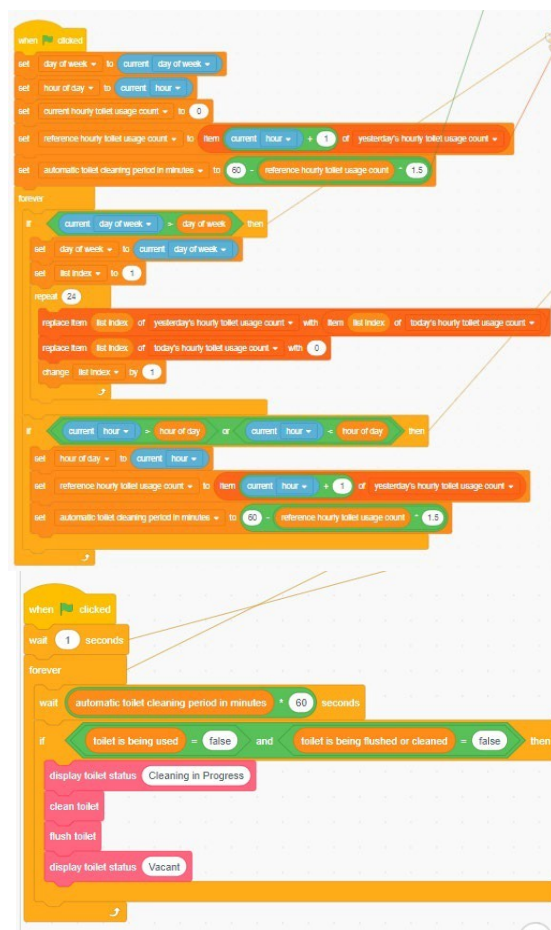 when clicked
set day of week to current day of week
set hour of day to current hour
set current hourly toilet usage count to 0
set reference hourly toilet usage count to item current hour + 1 of yesterday's hourly toilet usage count
set automatic toilet cleaning period in minutes to 60 - reference hourly toilet usage count * 1.5
forever
if current day of week > day of week then
set day of week to current day of week
set list index to 1
repeat 24
replace item list index of yesterday's hourly toilet usage count with item list index of today's hourly toilet usage count
replace item list index of today's hourly toilet usage count with 0
change list index by 1
if current hour > hour of day or current hour < hour of day then
set hour of day to current hour
set reference hourly toilet usage count to item current hour + 1 of yesterday's hourly toilet usage count
set automatic toilet cleaning period in minutes to 60 - reference hourly toilet usage count * 1.5
when clicked
wait 1 seconds
forever
wait automatic toilet cleaning period in minutes * 60 seconds
if toilet is being used = false and toilet is being flushed or cleaned = false then
display toilet status Cleaning in Progress
clean toilet
flush toilet
display toilet status Vacant